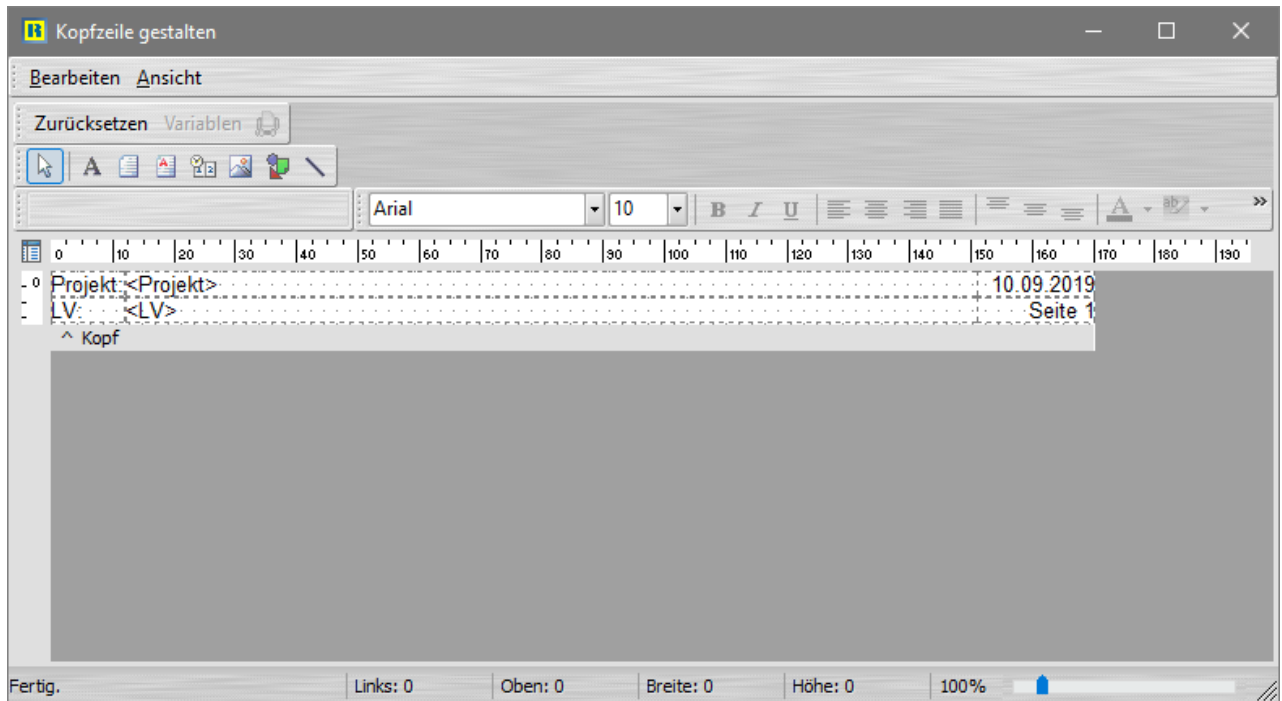 Kopfzeile gestalten
Bearbeiten Ansicht
Zurücksetzen Variablen
Arial 10 B I U A ab
0 10 20 30 40 50 60 70 80 90 100 110 120 130 140 150 160 170 180 190
0 Projekt: <Projekt> 10.09.2019
LV: <LV> Seite 1
^ Kopf
Fertig. Links: 0 Oben: 0 Breite: 0 Höhe: 0 100%